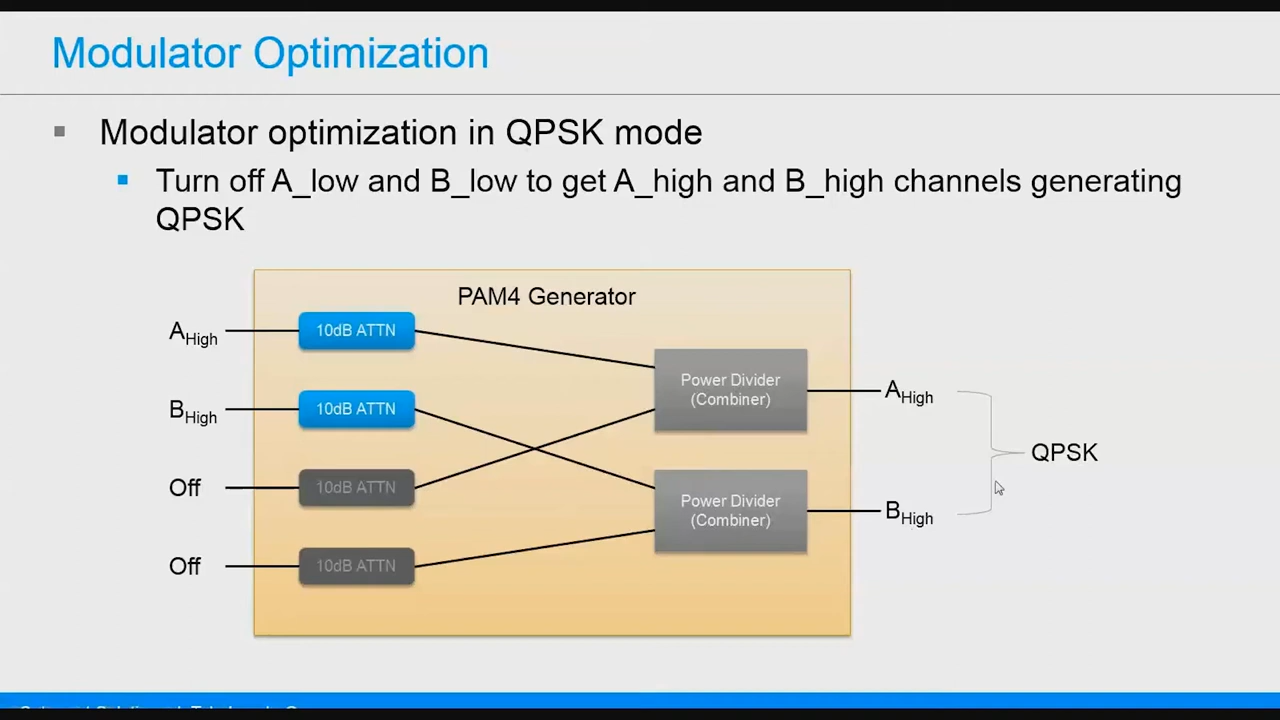 Modulator Optimization
Modulator optimization in QPSK mode
Turn off A_low and B_low to get A_high and B_high channels generating
QPSK
PAM4 Generator
AHigh
10dB ATTN
BHigh
10dB ATTN
Off
10dB ATTN
Off
10dB ATTN
Power Divider
(Combiner)
Power Divider
(Combiner)
AHigh
BHigh
QPSK